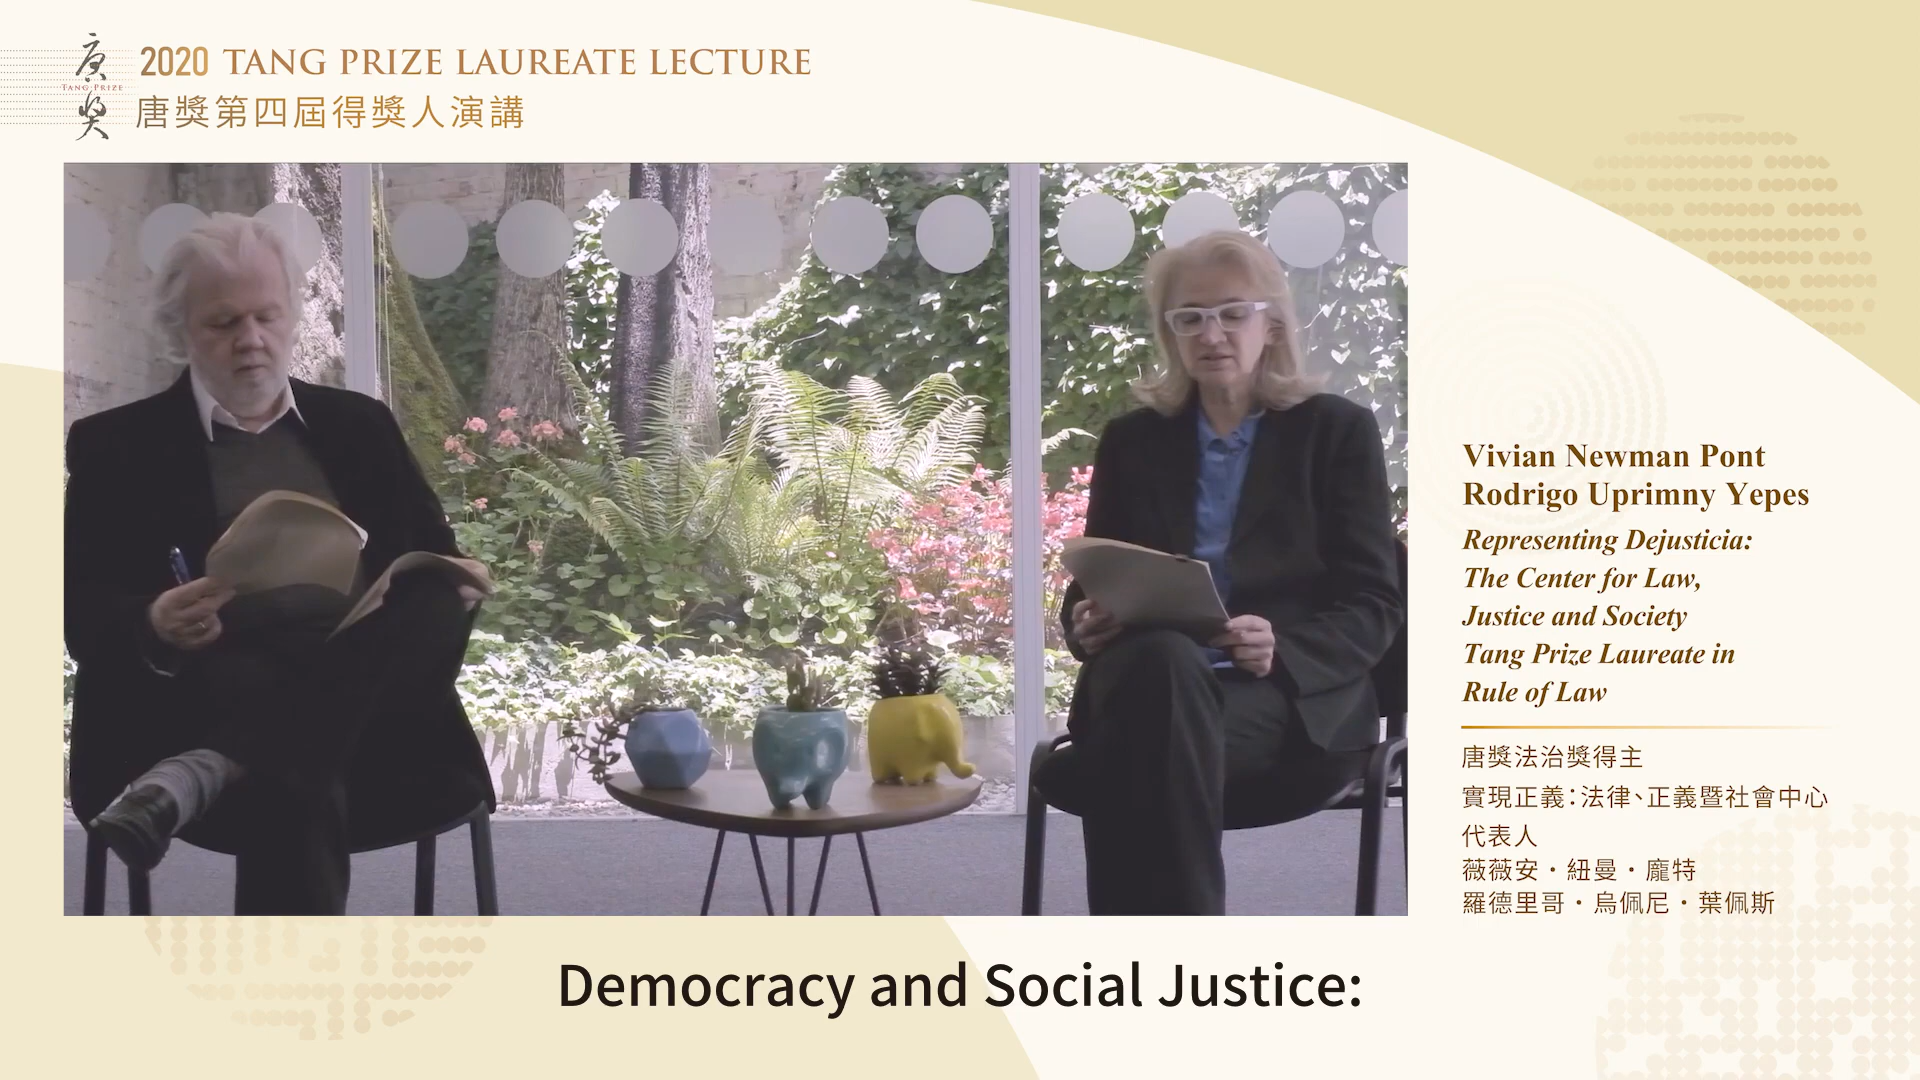 唐獎
TANG PRIZE
2020 TANG PRIZE LAUREATE LECTURE
唐獎第四屆得獎人演講
Vivian Newman Pont
Rodrigo Uprimny Yepes
Representing Dejusticia:
The Center for Law,
Justice and Society
Tang Prize Laureate in
Rule of Law
唐獎法治獎得主
實現正義：法律、正義暨社會中心
代表人
薇薇安・紐曼・龐特
羅德里哥・烏佩尼・葉佩斯
Democracy and Social Justice: